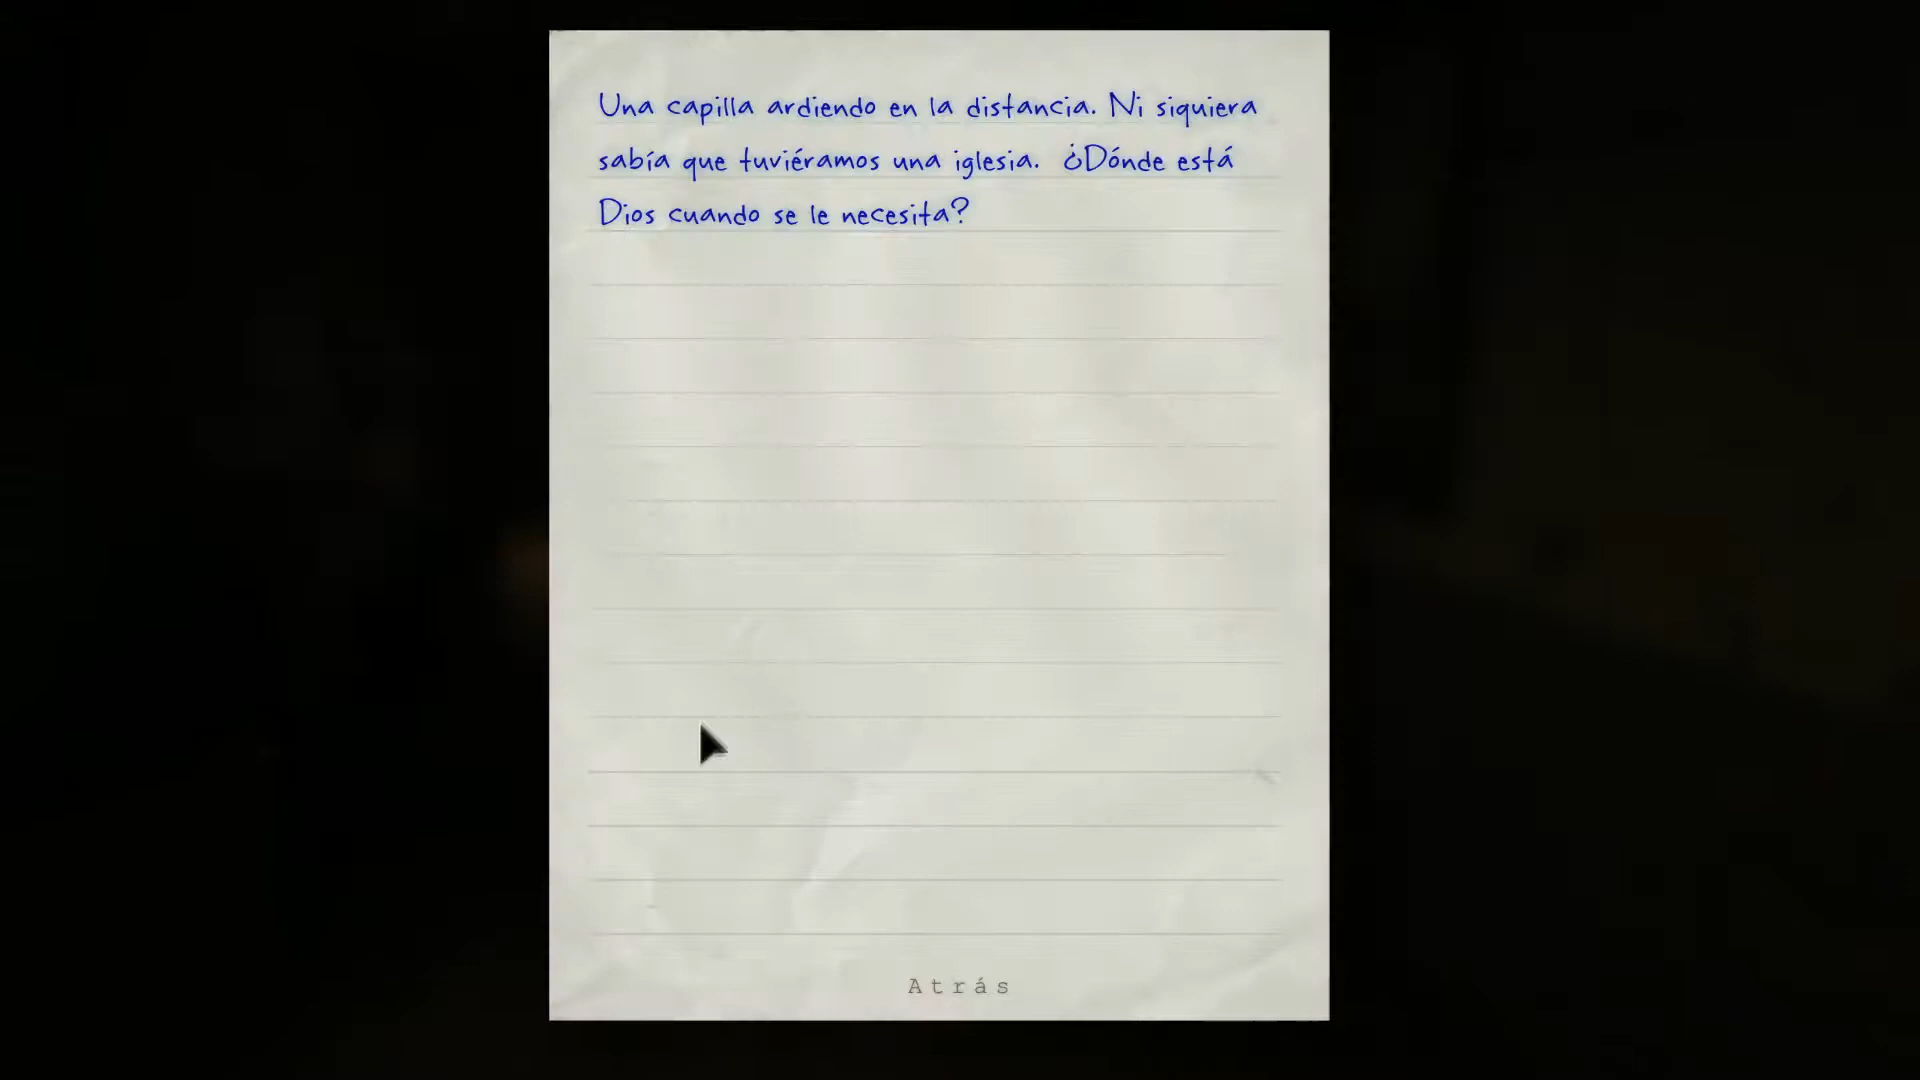 Una capilla ardiendo en la distancia. Ni siquiera
sabía que tuviéramos una iglesia. ¿Dónde está
Dios cuando se le necesita?
Atrás